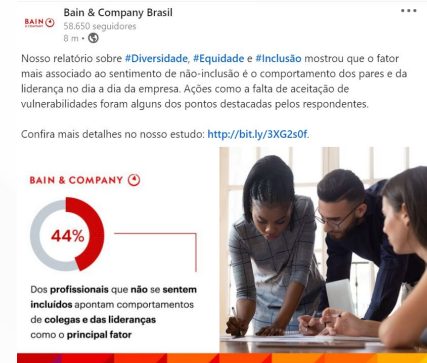 Bain & Company Brasil
BAIN
58.650 seguidores
8 m •
Nosso relatório sobre #Diversidade, #Equidade e #Inclusão mostrou que o fator
mais associado ao sentimento de não-inclusão é o comportamento dos pares e da
liderança no dia a dia da empresa. Ações como a falta de aceitação de
vulnerabilidades foram alguns dos pontos destacadas pelos respondentes.
Confira mais detalhes no nosso estudo: http://bit.ly/3XG2s0f.
BAIN & COMPANY
44%
Dos profissionais que não se sentem
incluídos apontam comportamentos
de colegas e das lideranças
como o principal fator